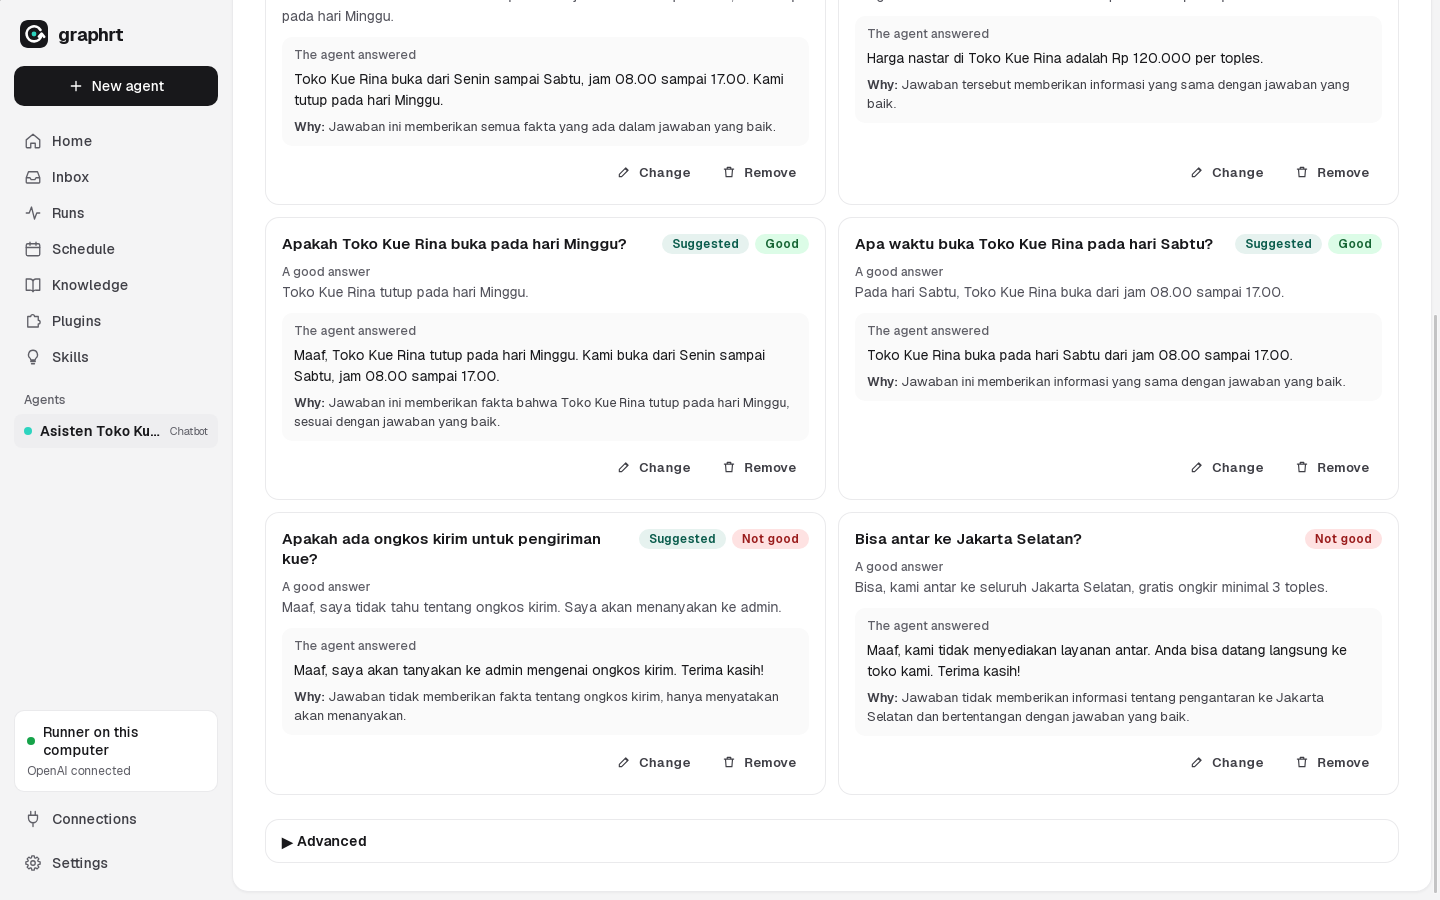 graphrt
New agent
Home
Inbox
Runs
Schedule
Knowledge
Plugins
Skills
Agents
Asisten Toko Ku... Chatbot
Runner on this
computer
OpenAI connected
Connections
Settings
pada hari Minggu.
The agent answered
Toko Kue Rina buka dari Senin sampai Sabtu, jam 08.00 sampai 17.00. Kami
tutup pada hari Minggu.
Why: Jawaban ini memberikan semua fakta yang ada dalam jawaban yang baik.
Change Remove
The agent answered
Harga nastar di Toko Kue Rina adalah Rp 120.000 per toples.
Why: Jawaban tersebut memberikan informasi yang sama dengan jawaban yang
baik.
Change Remove
Apakah Toko Kue Rina buka pada hari Minggu? Suggested Good
A good answer
Toko Kue Rina tutup pada hari Minggu.
The agent answered
Maaf, Toko Kue Rina tutup pada hari Minggu. Kami buka dari Senin sampai
Sabtu, jam 08.00 sampai 17.00.
Why: Jawaban ini memberikan fakta bahwa Toko Kue Rina tutup pada hari Minggu,
sesuai dengan jawaban yang baik.
Change Remove
Apa waktu buka Toko Kue Rina pada hari Sabtu? Suggested Good
A good answer
Pada hari Sabtu, Toko Kue Rina buka dari jam 08.00 sampai 17.00.
The agent answered
Toko Kue Rina buka pada hari Sabtu dari jam 08.00 sampai 17.00.
Why: Jawaban ini memberikan informasi yang sama dengan jawaban yang baik.
Change Remove
Apakah ada ongkos kirim untuk pengiriman Suggested Not good
kue?
A good answer
Maaf, saya tidak tahu tentang ongkos kirim. Saya akan menanyakan ke admin.
The agent answered
Maaf, saya akan tanyakan ke admin mengenai ongkos kirim. Terima kasih!
Why: Jawaban tidak memberikan fakta tentang ongkos kirim, hanya menyatakan
akan menanyakan.
Change Remove
Bisa antar ke Jakarta Selatan? Not good
A good answer
Bisa, kami antar ke seluruh Jakarta Selatan, gratis ongkir minimal 3 toples.
The agent answered
Maaf, kami tidak menyediakan layanan antar. Anda bisa datang langsung ke
toko kami. Terima kasih!
Why: Jawaban tidak memberikan informasi tentang pengantaran ke Jakarta
Selatan dan bertentangan dengan jawaban yang baik.
Change Remove
Advanced